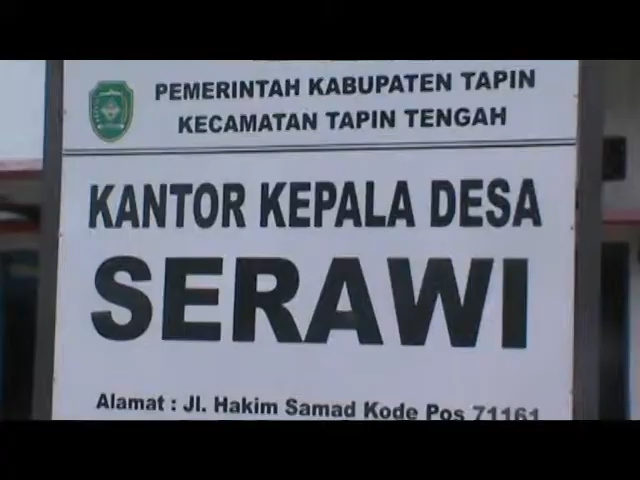 PEMERINTAH KABUPATEN TAPIN
KECAMATAN TAPIN TENGAH
KANTOR KEPALA DESA
SERAWI
Alamat : Jl. Hakim Samad Kode Pos 71161